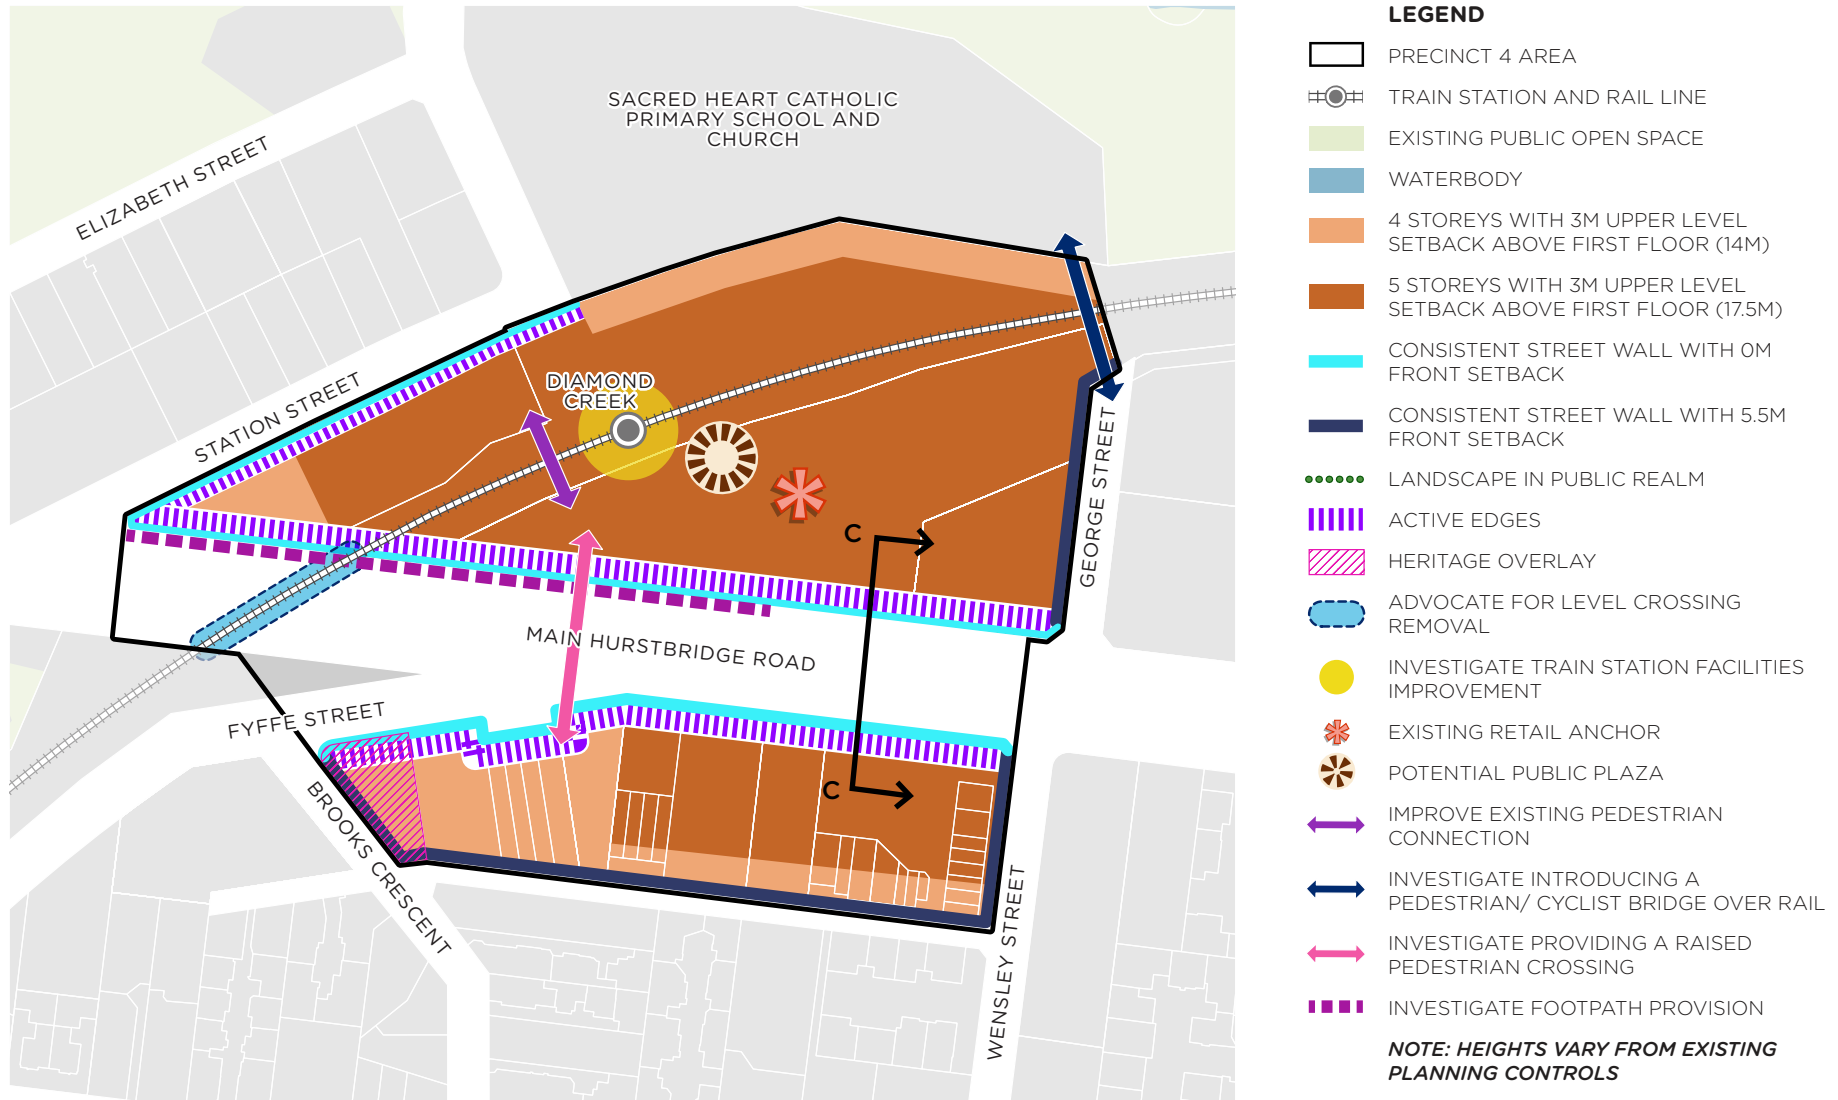 SACRED HEART CATHOLIC
PRIMARY SCHOOL AND
CHURCH
ELIZABETH STREET
STATION STREET
DIAMOND
CREEK
GEORGE STREET
C
MAIN HURSTBRIDGE ROAD
FYFFE STREET
C
BROOKS CRESCENT
WENSLEY STREET
LEGEND
PRECINCT 4 AREA
TRAIN STATION AND RAIL LINE
EXISTING PUBLIC OPEN SPACE
WATERBODY
4 STOREYS WITH 3M UPPER LEVEL
SETBACK ABOVE FIRST FLOOR (14M)
5 STOREYS WITH 3M UPPER LEVEL
SETBACK ABOVE FIRST FLOOR (17.5M)
CONSISTENT STREET WALL WITH 0M
FRONT SETBACK
CONSISTENT STREET WALL WITH 5.5M
FRONT SETBACK
LANDSCAPE IN PUBLIC REALM
ACTIVE EDGES
HERITAGE OVERLAY
ADVOCATE FOR LEVEL CROSSING
REMOVAL
INVESTIGATE TRAIN STATION FACILITIES
IMPROVEMENT
EXISTING RETAIL ANCHOR
POTENTIAL PUBLIC PLAZA
IMPROVE EXISTING PEDESTRIAN
CONNECTION
INVESTIGATE INTRODUCING A
PEDESTRIAN/ CYCLIST BRIDGE OVER RAIL
INVESTIGATE PROVIDING A RAISED
PEDESTRIAN CROSSING
INVESTIGATE FOOTPATH PROVISION
NOTE: HEIGHTS VARY FROM EXISTING
PLANNING CONTROLS